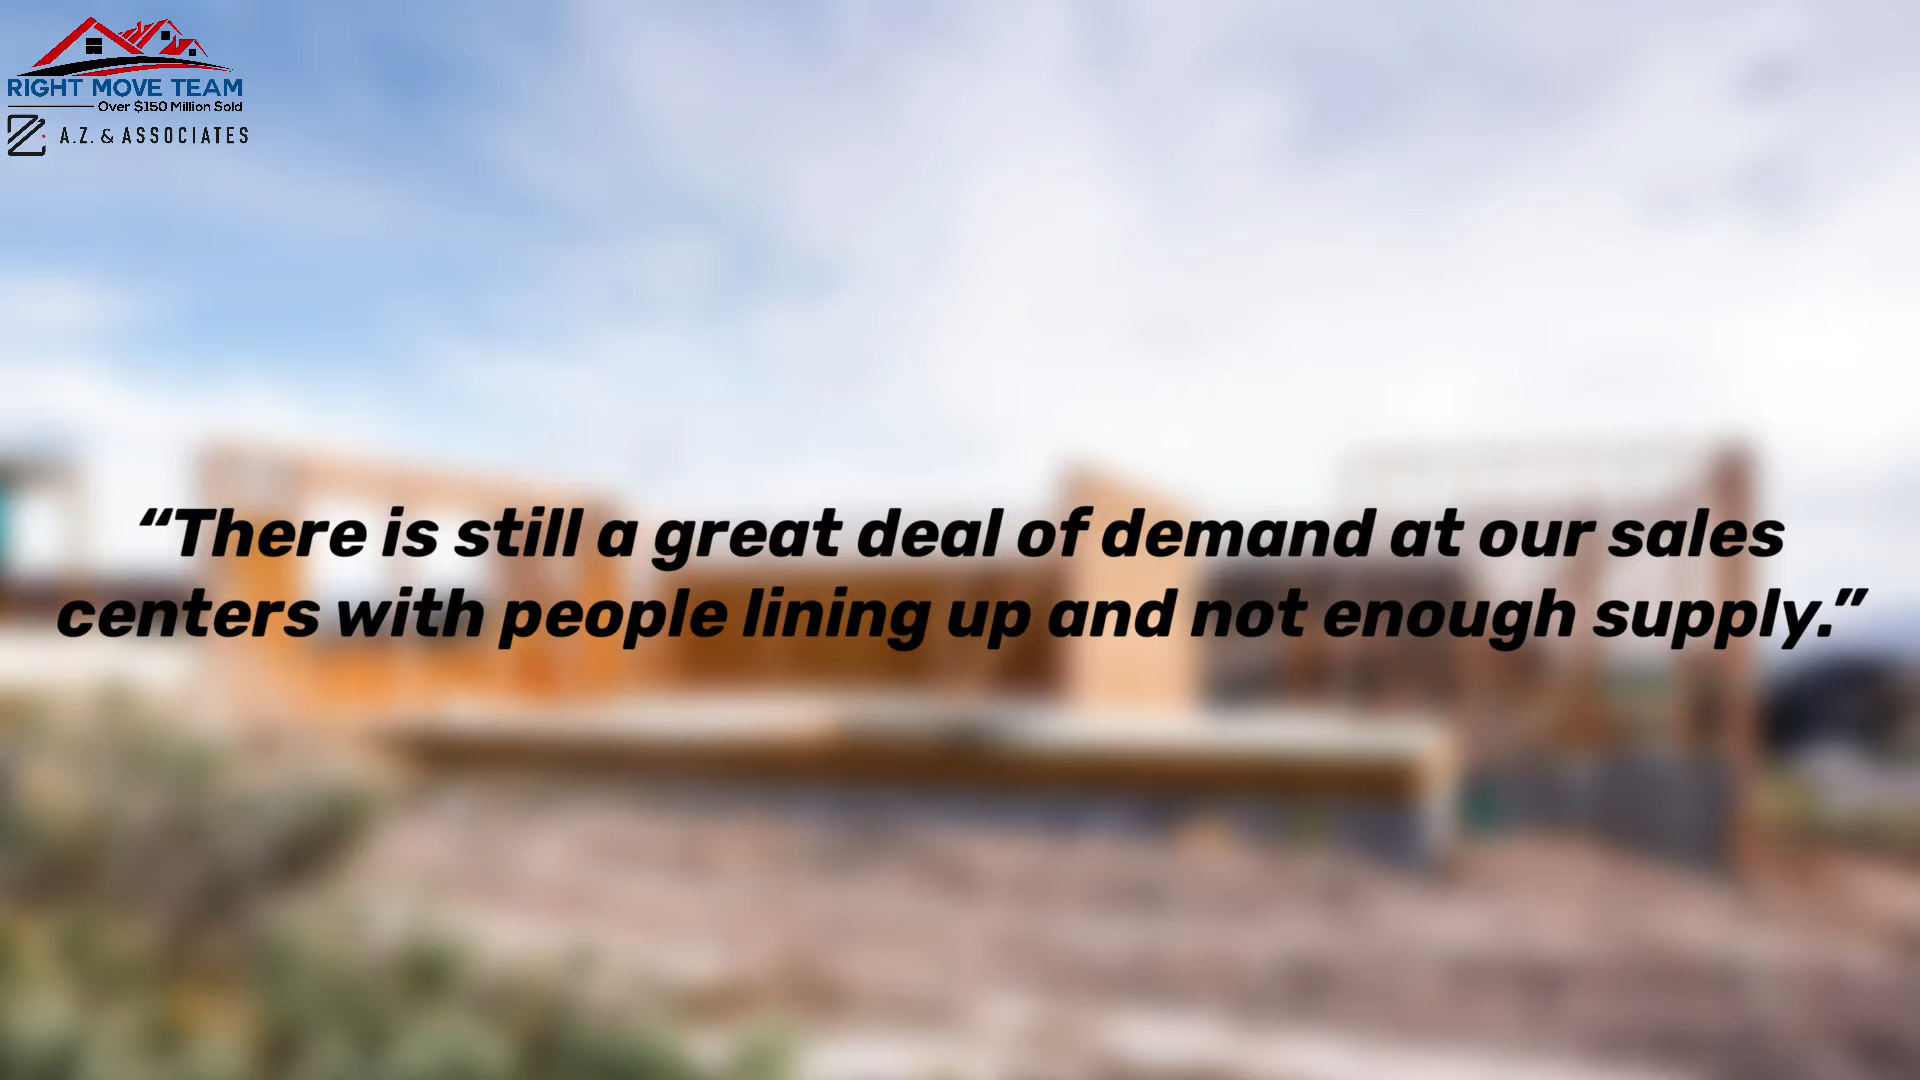 RIGHT MOVE TEAM
Over $150 Million Sold
A.Z. & ASSOCIATES
“There is still a great deal of demand at our sales
centers with people lining up and not enough supply.”